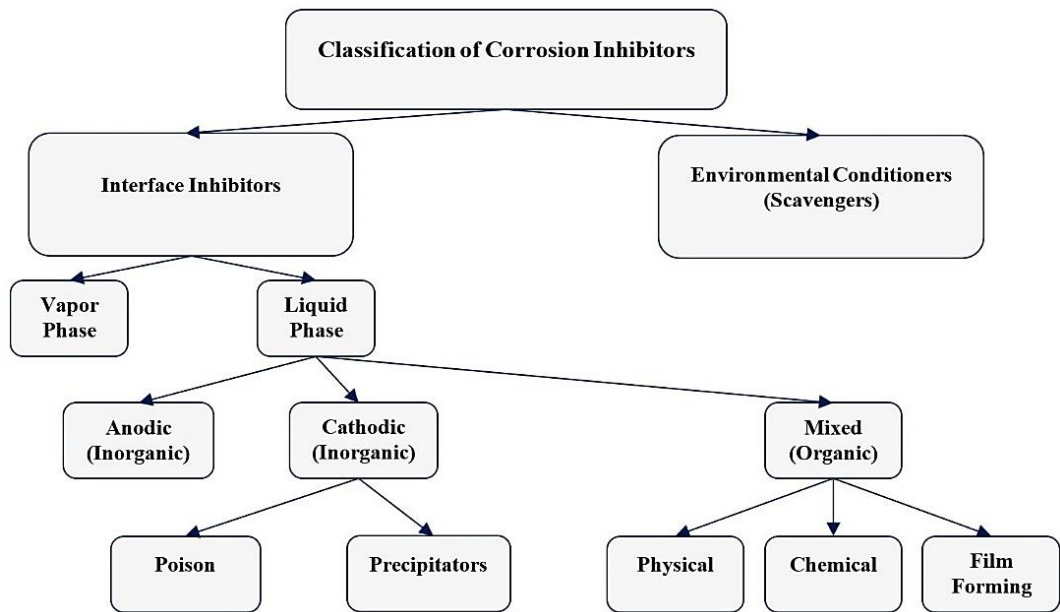 Classification of Corrosion Inhibitors
Interface Inhibitors
Environmental Conditioners
(Scavengers)
Vapor
Phase
Liquid
Phase
Anodic
(Inorganic)
Cathodic
(Inorganic)
Mixed
(Organic)
Poison
Precipitators
Physical
Chemical
Film
Forming